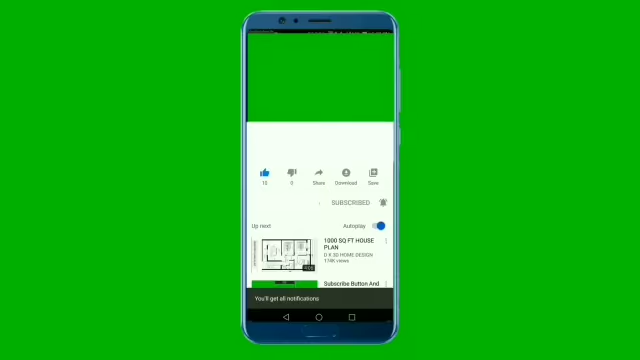 10 0 Share Download Save
SUBSCRIBED
Up next Autoplay
1000 SQ FT HOUSE
PLAN
D K 3D HOME DESIGN
174K views
Subscribe Button And
You'll get all notifications